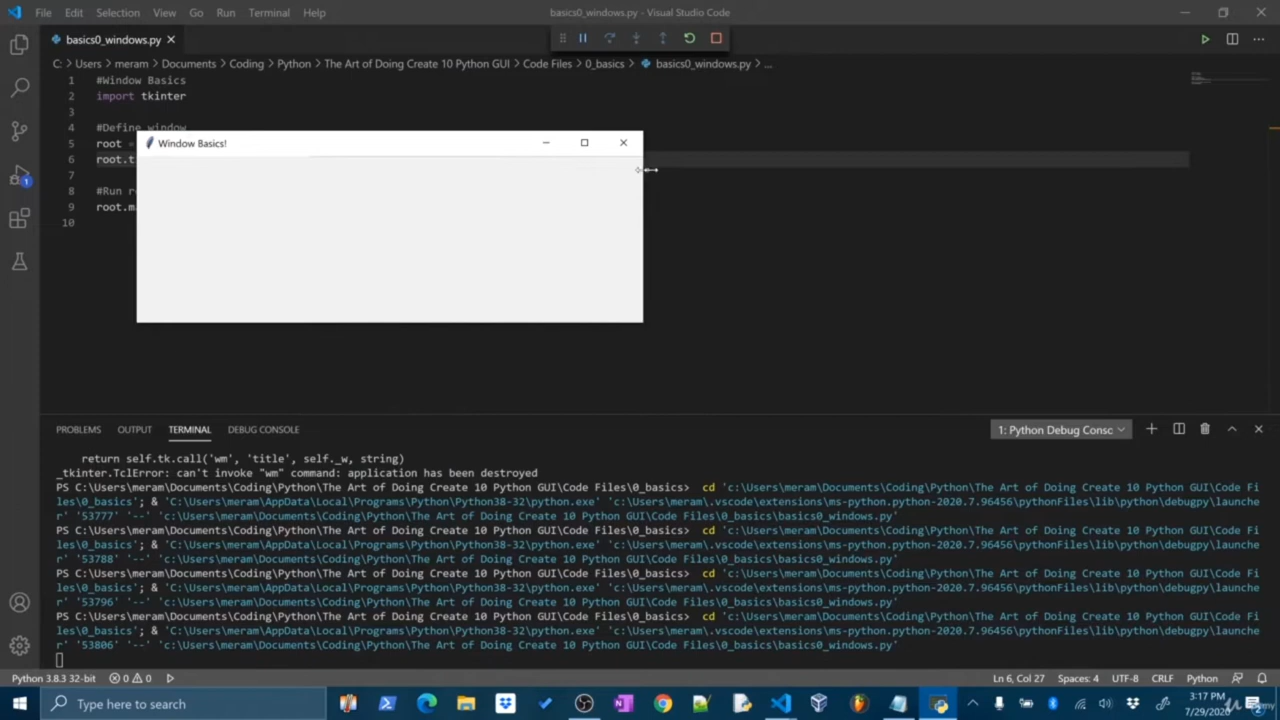 File Edit Selection View Go Run Terminal Help
basics0_windows.py - Visual Studio Code
basics0_windows.py
C: > Users > meram > Documents > Coding > Python > The Art of Doing Create 10 Python GUI > Code Files > 0_basics > basics0_windows.py > ...
1 #Window Basics
2 import tkinter
3
4 #Define window
5 root =
6 root.t
7
8 #Run r
9 root.m
10
Window Basics!
1
PROBLEMS OUTPUT TERMINAL DEBUG CONSOLE
1: Python Debug Consc
return self.tk.call('wm', 'title', self._w, string)
_tkinter.TclError: can't invoke "wm" command: application has been destroyed
PS C:\Users\meram\Documents\Coding\Python\The Art of Doing Create 10 Python GUI\Code Files\0_basics> cd 'c:\Users\meram\Documents\Coding\Python\The Art of Doing Create 10 Python GUI\Code Fi
les\0_basics'; & 'C:\Users\meram\AppData\Local\Programs\Python\Python38-32\python.exe' 'c:\Users\meram\.vscode\extensions\ms-python.python-2020.7.96456\pythonFiles\lib\python\debugpy\launche
r' '53777' '--' 'c:\Users\meram\Documents\Coding\Python\The Art of Doing Create 10 Python GUI\Code Files\0_basics\basics0_windows.py'
PS C:\Users\meram\Documents\Coding\Python\The Art of Doing Create 10 Python GUI\Code Files\0_basics> cd 'c:\Users\meram\Documents\Coding\Python\The Art of Doing Create 10 Python GUI\Code Fi
les\0_basics'; & 'C:\Users\meram\AppData\Local\Programs\Python\Python38-32\python.exe' 'c:\Users\meram\.vscode\extensions\ms-python.python-2020.7.96456\pythonFiles\lib\python\debugpy\launche
r' '53788' '--' 'c:\Users\meram\Documents\Coding\Python\The Art of Doing Create 10 Python GUI\Code Files\0_basics\basics0_windows.py'
PS C:\Users\meram\Documents\Coding\Python\The Art of Doing Create 10 Python GUI\Code Files\0_basics> cd 'c:\Users\meram\Documents\Coding\Python\The Art of Doing Create 10 Python GUI\Code Fi
les\0_basics'; & 'C:\Users\meram\AppData\Local\Programs\Python\Python38-32\python.exe' 'c:\Users\meram\.vscode\extensions\ms-python.python-2020.7.96456\pythonFiles\lib\python\debugpy\launche
r' '53796' '--' 'c:\Users\meram\Documents\Coding\Python\The Art of Doing Create 10 Python GUI\Code Files\0_basics\basics0_windows.py'
PS C:\Users\meram\Documents\Coding\Python\The Art of Doing Create 10 Python GUI\Code Files\0_basics> cd 'c:\Users\meram\Documents\Coding\Python\The Art of Doing Create 10 Python GUI\Code Fi
les\0_basics'; & 'C:\Users\meram\AppData\Local\Programs\Python\Python38-32\python.exe' 'c:\Users\meram\.vscode\extensions\ms-python.python-2020.7.96456\pythonFiles\lib\python\debugpy\launche
r' '53806' '--' 'c:\Users\meram\Documents\Coding\Python\The Art of Doing Create 10 Python GUI\Code Files\0_basics\basics0_windows.py'
Python 3.8.3 32-bit 0 0 Ln 6, Col 27 Spaces: 4 UTF-8 CRLF Python
Type here to search
3:17 PM
7/29/2020